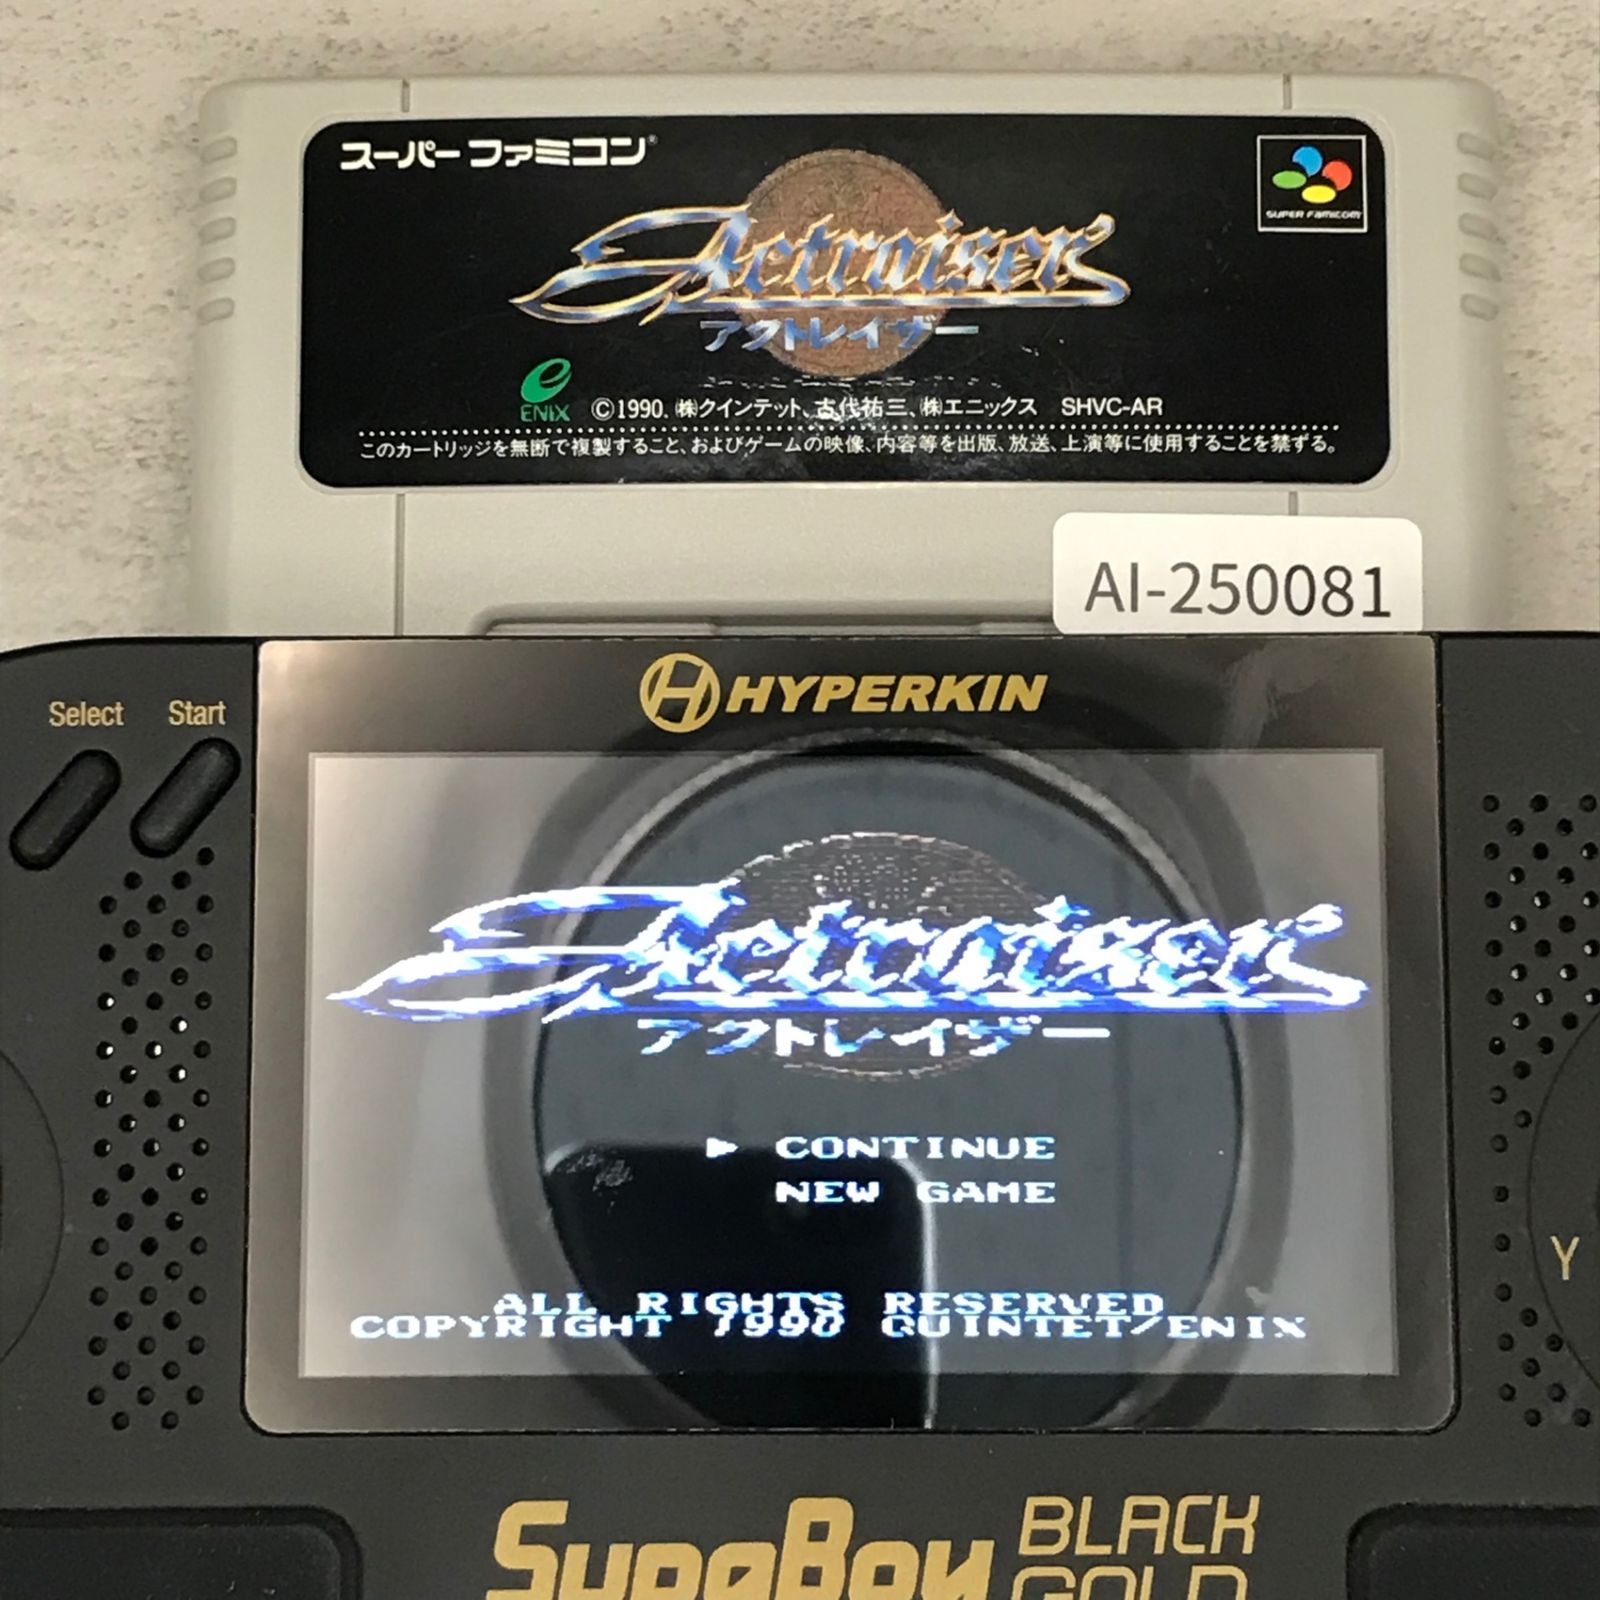 スーパーファミコン®
SUPER FAMICOM
Actraiser
アクトレイザー
ENIX ©1990. ㈱クインテット、古代祐三、㈱エニックス SHVC-AR
このカートリッジを無断で複製すること、およびゲームの映像、内容等を出版、放送、上演等に使用することを禁ずる。
AI-250081
HYPERKIN
Select Start
Actraiser
アクトレイザー
► CONTINUE
NEW GAME
Y
ALL RIGHTS RESERVED
COPYRIGHT 1990 QUINTET/ENIX
SupaBoy BLACK
GOLD